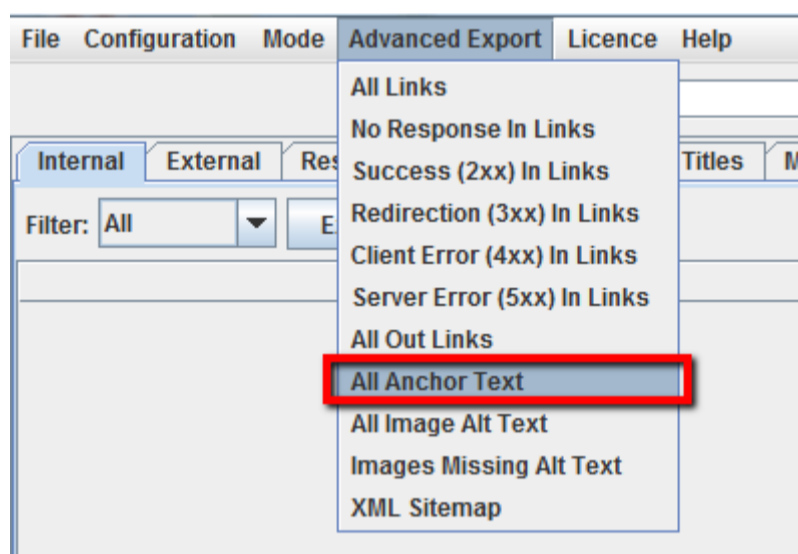 File Configuration Mode Advanced Export Licence Help
All Links
No Response In Links
Internal External Titles
Success (2xx) In Links
Filter: All
Redirection (3xx) In Links
Client Error (4xx) In Links
Server Error (5xx) In Links
All Out Links
All Anchor Text
All Image Alt Text
Images Missing Alt Text
XML Sitemap